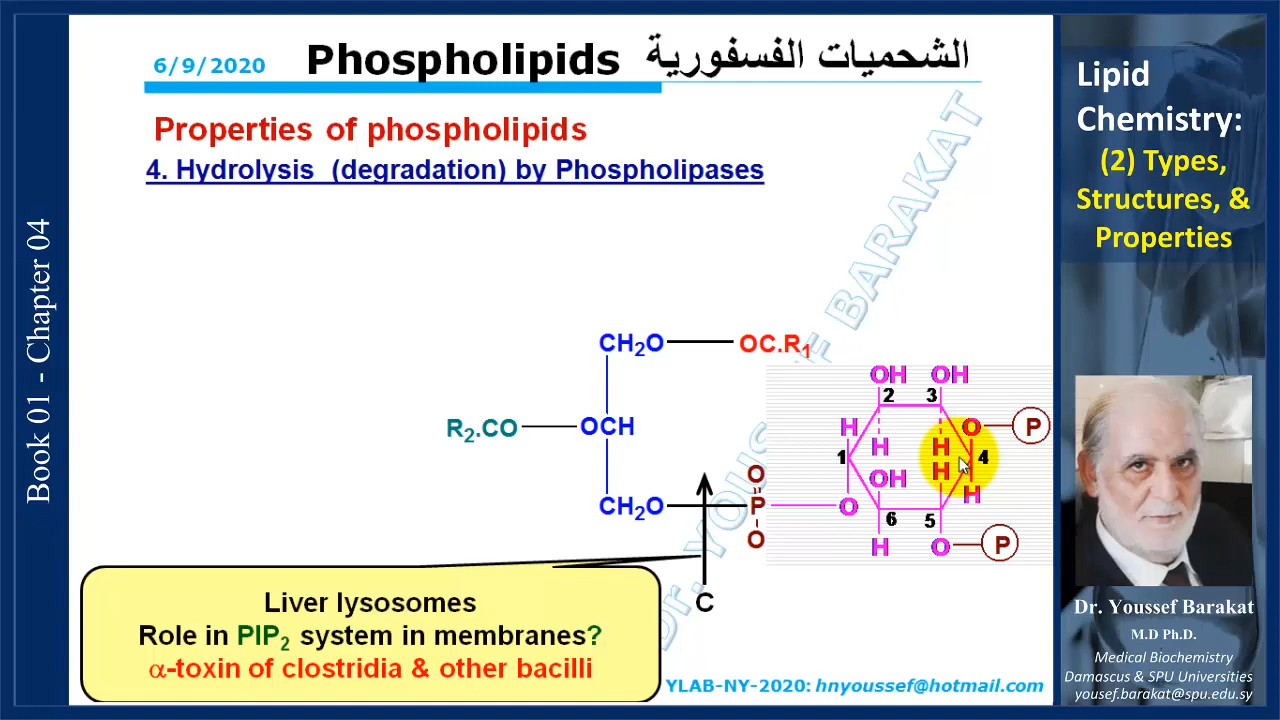 Book 01 - Chapter 04
6/9/2020 Phospholipids الشحميات الفسفورية
Properties of phospholipids
4. Hydrolysis (degradation) by Phospholipases
Dr. YOUSSEF BARAKAT
CH2O OC.R1
R2.CO OCH
CH2O P
O
O
C
OH OH
2 3
H O P
H H
1 4
OH H
H
O 6 5
H O P
Liver lysosomes
Role in PIP2 system in membranes?
α-toxin of clostridia & other bacilli
YLAB-NY-2020: hnyoussef@hotmail.com
Lipid
Chemistry:
(2) Types,
Structures, &
Properties
Dr. Youssef Barakat
M.D Ph.D.
Medical Biochemistry
Damascus & SPU Universities
yousef.barakat@spu.edu.sy